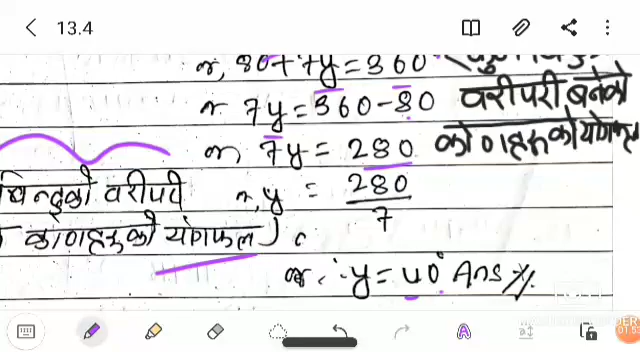 13.4
or, 80+7y=360
or 7y=360-80
वरीपरी बनेको
or, 7y = 280
को णहरूको योगफल
बिन्दुको वरीपरी
or, y = 280/7
कोणहरूको योगफल)
or ∴ y = 40° Ans